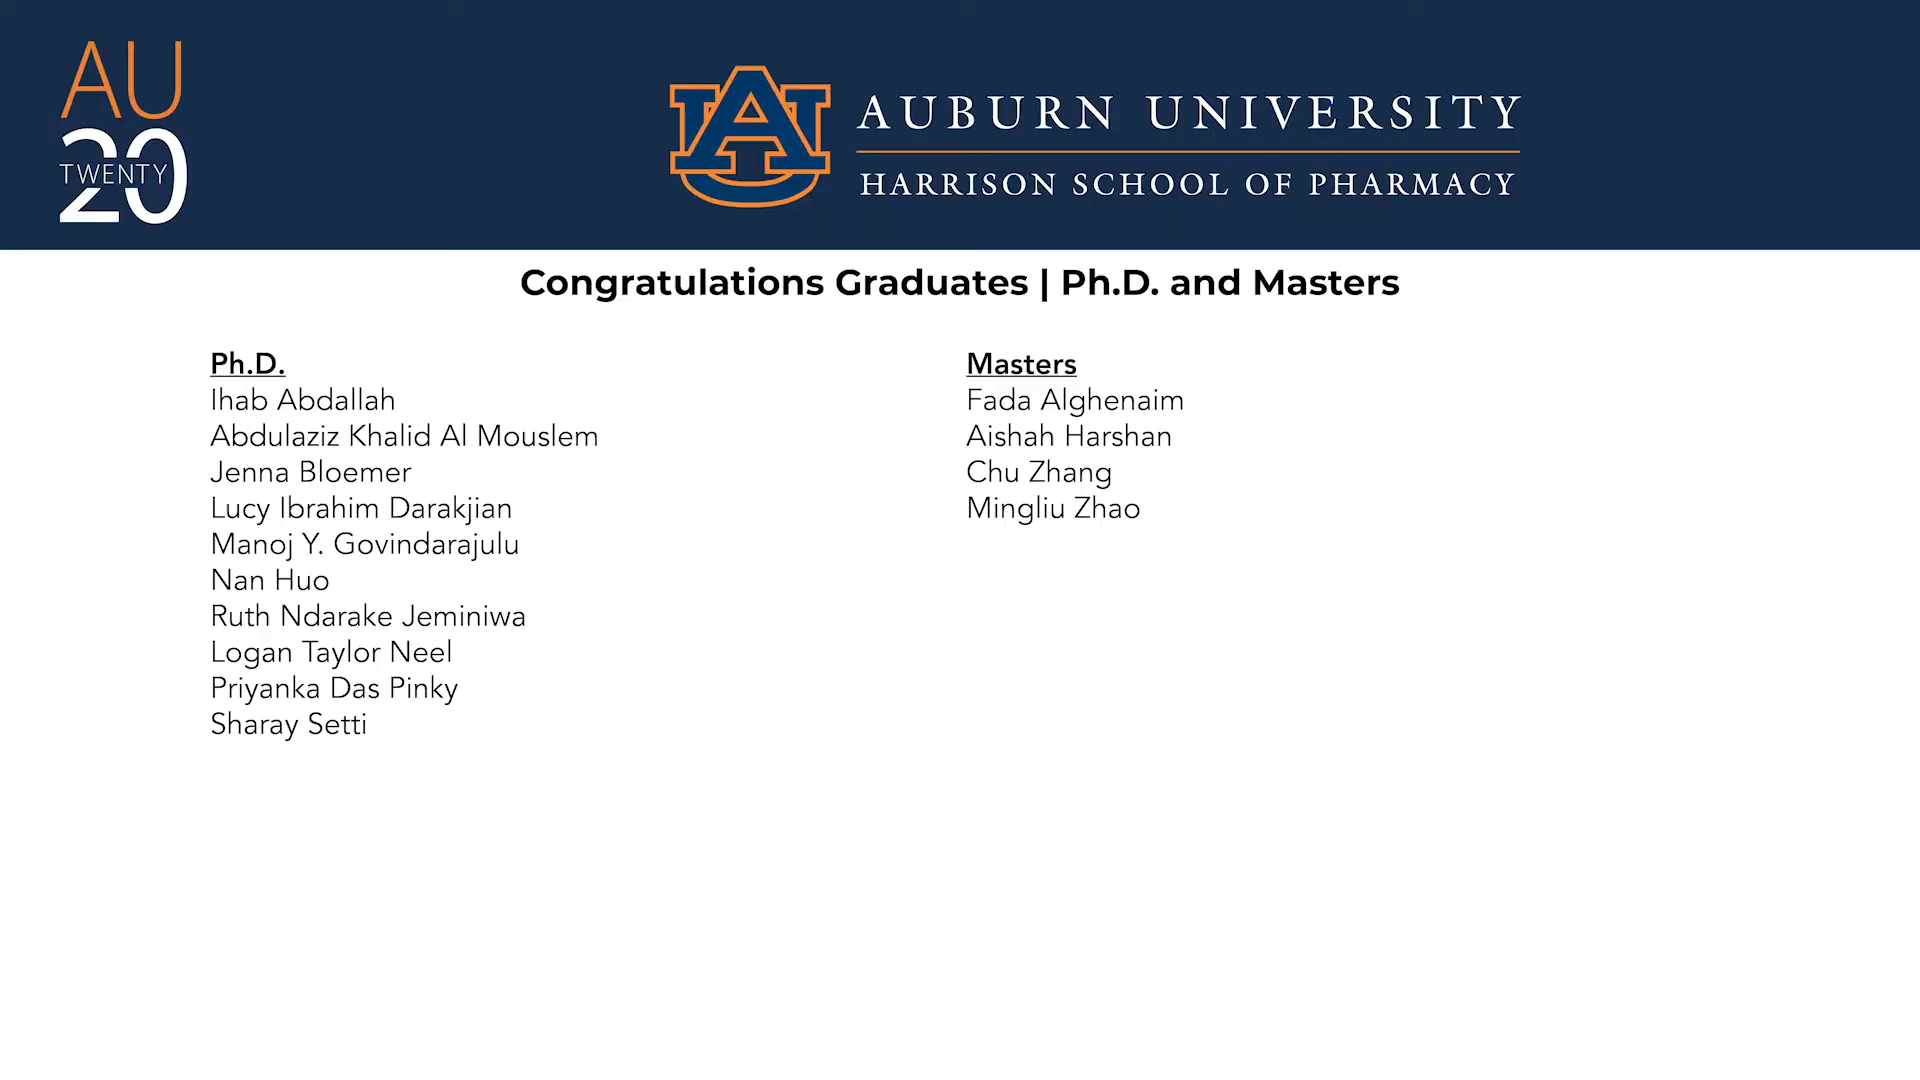 AU
20
TWENTY
AU
AUBURN UNIVERSITY
HARRISON SCHOOL OF PHARMACY
Congratulations Graduates | Ph.D. and Masters
Ph.D.
Ihab Abdallah
Abdulaziz Khalid Al Mouslem
Jenna Bloemer
Lucy Ibrahim Darakjian
Manoj Y. Govindarajulu
Nan Huo
Ruth Ndarake Jeminiwa
Logan Taylor Neel
Priyanka Das Pinky
Sharay Setti
Masters
Fada Alghenaim
Aishah Harshan
Chu Zhang
Mingliu Zhao